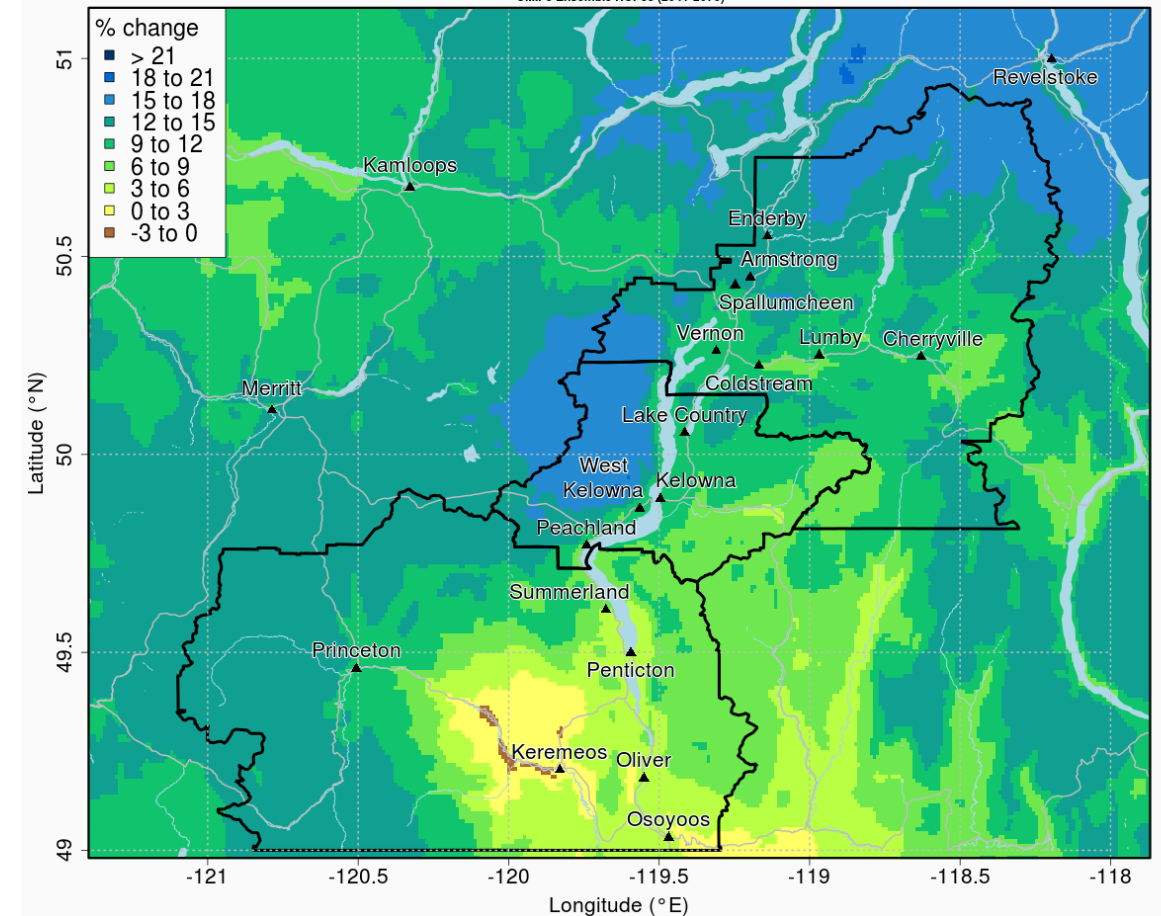 % change
> 21
18 to 21
15 to 18
12 to 15
9 to 12
6 to 9
3 to 6
0 to 3
-3 to 0
51
50.5
50
49.5
49
Latitude (°N)
Revelstoke
Kamloops
Enderby
Armstrong
Spallumcheen
Vernon
Lumby
Cherryville
Coldstream
Merritt
Lake Country
West
Kelowna
Kelowna
Peachland
Summerland
Princeton
Penticton
Keremeos
Oliver
Osoyoos
-121
-120.5
-120
-119.5
-119
-118.5
-118
Longitude (°E)